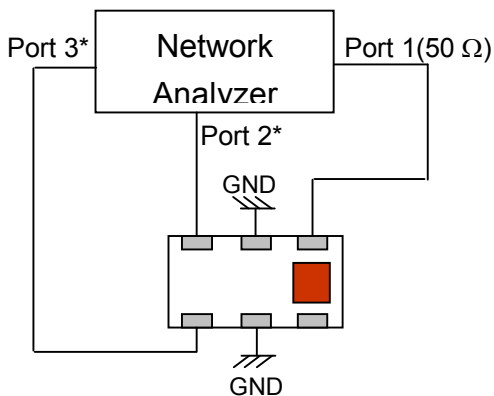 Port 3*
Network
Analyzer
Port 1(50 Ω)
Port 2*
GND
GND